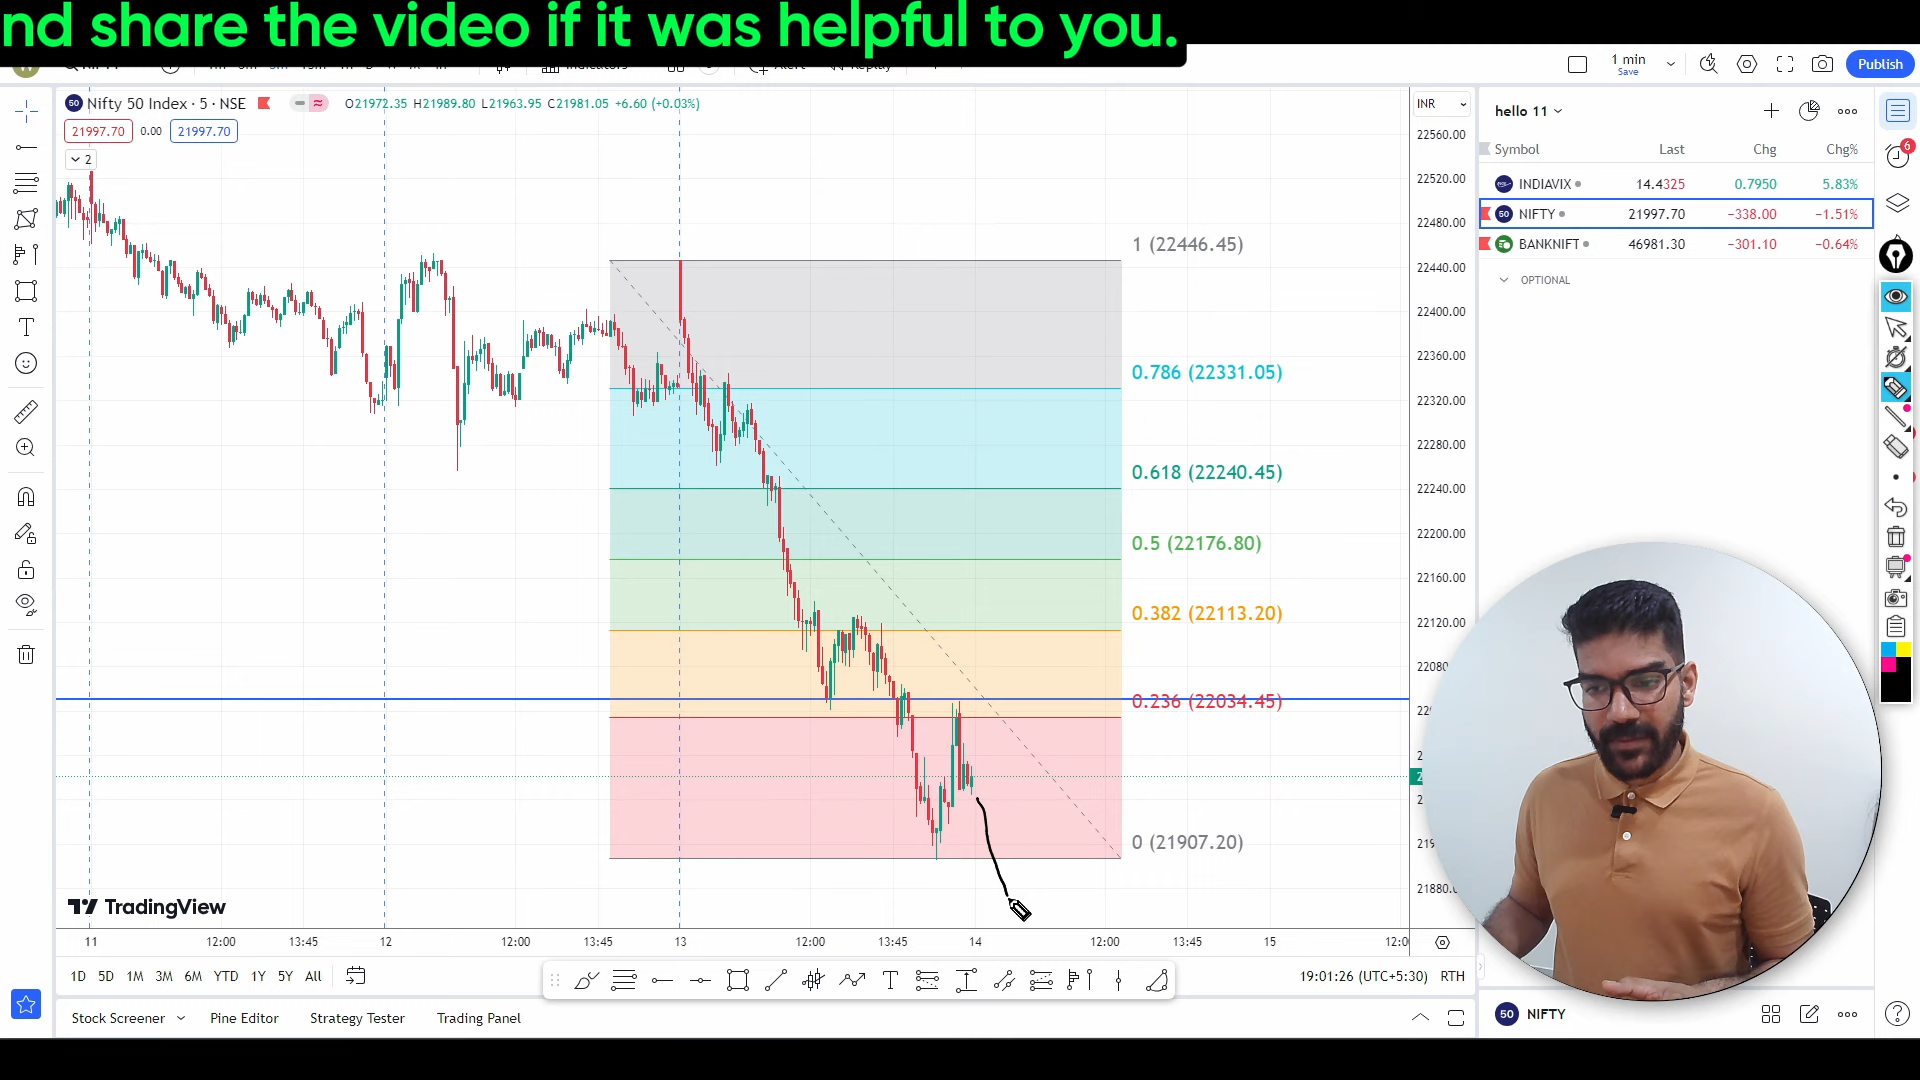 nd share the video if it was helpful to you.
1 min
Save
Publish
Nifty 50 Index · 5 · NSE
O21972.35 H21989.80 L21963.95 C21981.05 +6.60 (+0.03%)
21997.70 0.00 21997.70
2
INR
22560.00
22520.00
22480.00
22440.00
22400.00
22360.00
22320.00
22280.00
22240.00
22200.00
22160.00
22120.00
22080
21880.
1 (22446.45)
0.786 (22331.05)
0.618 (22240.45)
0.5 (22176.80)
0.382 (22113.20)
0.236 (22034.45)
0 (21907.20)
TradingView
11 12:00 13:45 12 12:00 13:45 13 12:00 13:45 14 12:00 13:45 15 12:0
1D 5D 1M 3M 6M YTD 1Y 5Y All
19:01:26 (UTC+5:30) RTH
Stock Screener Pine Editor Strategy Tester Trading Panel
hello 11
Symbol Last Chg Chg%
INDIAVIX 14.4325 0.7950 5.83%
50 NIFTY 21997.70 −338.00 −1.51%
BANKNIFT 46981.30 −301.10 −0.64%
OPTIONAL
6
50 NIFTY